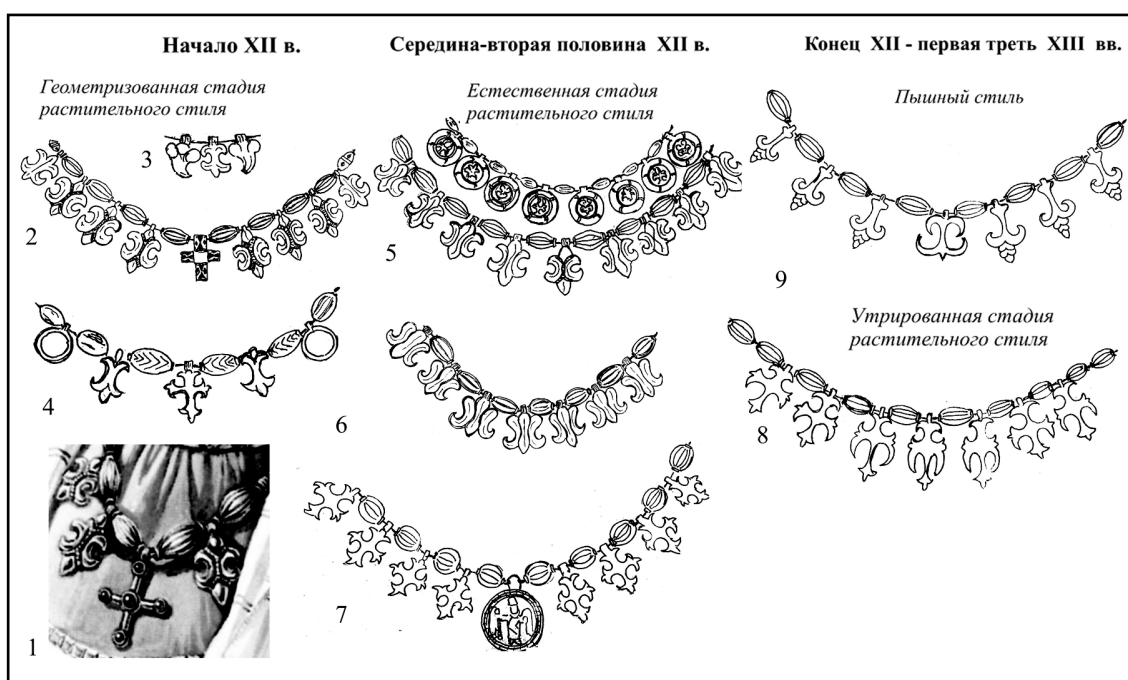 Начало XII в.
Середина-вторая половина XII в.
Конец XII - первая треть XIII вв.
Геометризованная стадия
растительного стиля
Естественная стадия
растительного стиля
Пышный стиль
3
2
5
9
Утрированная стадия
растительного стиля
4
6
8
7
1